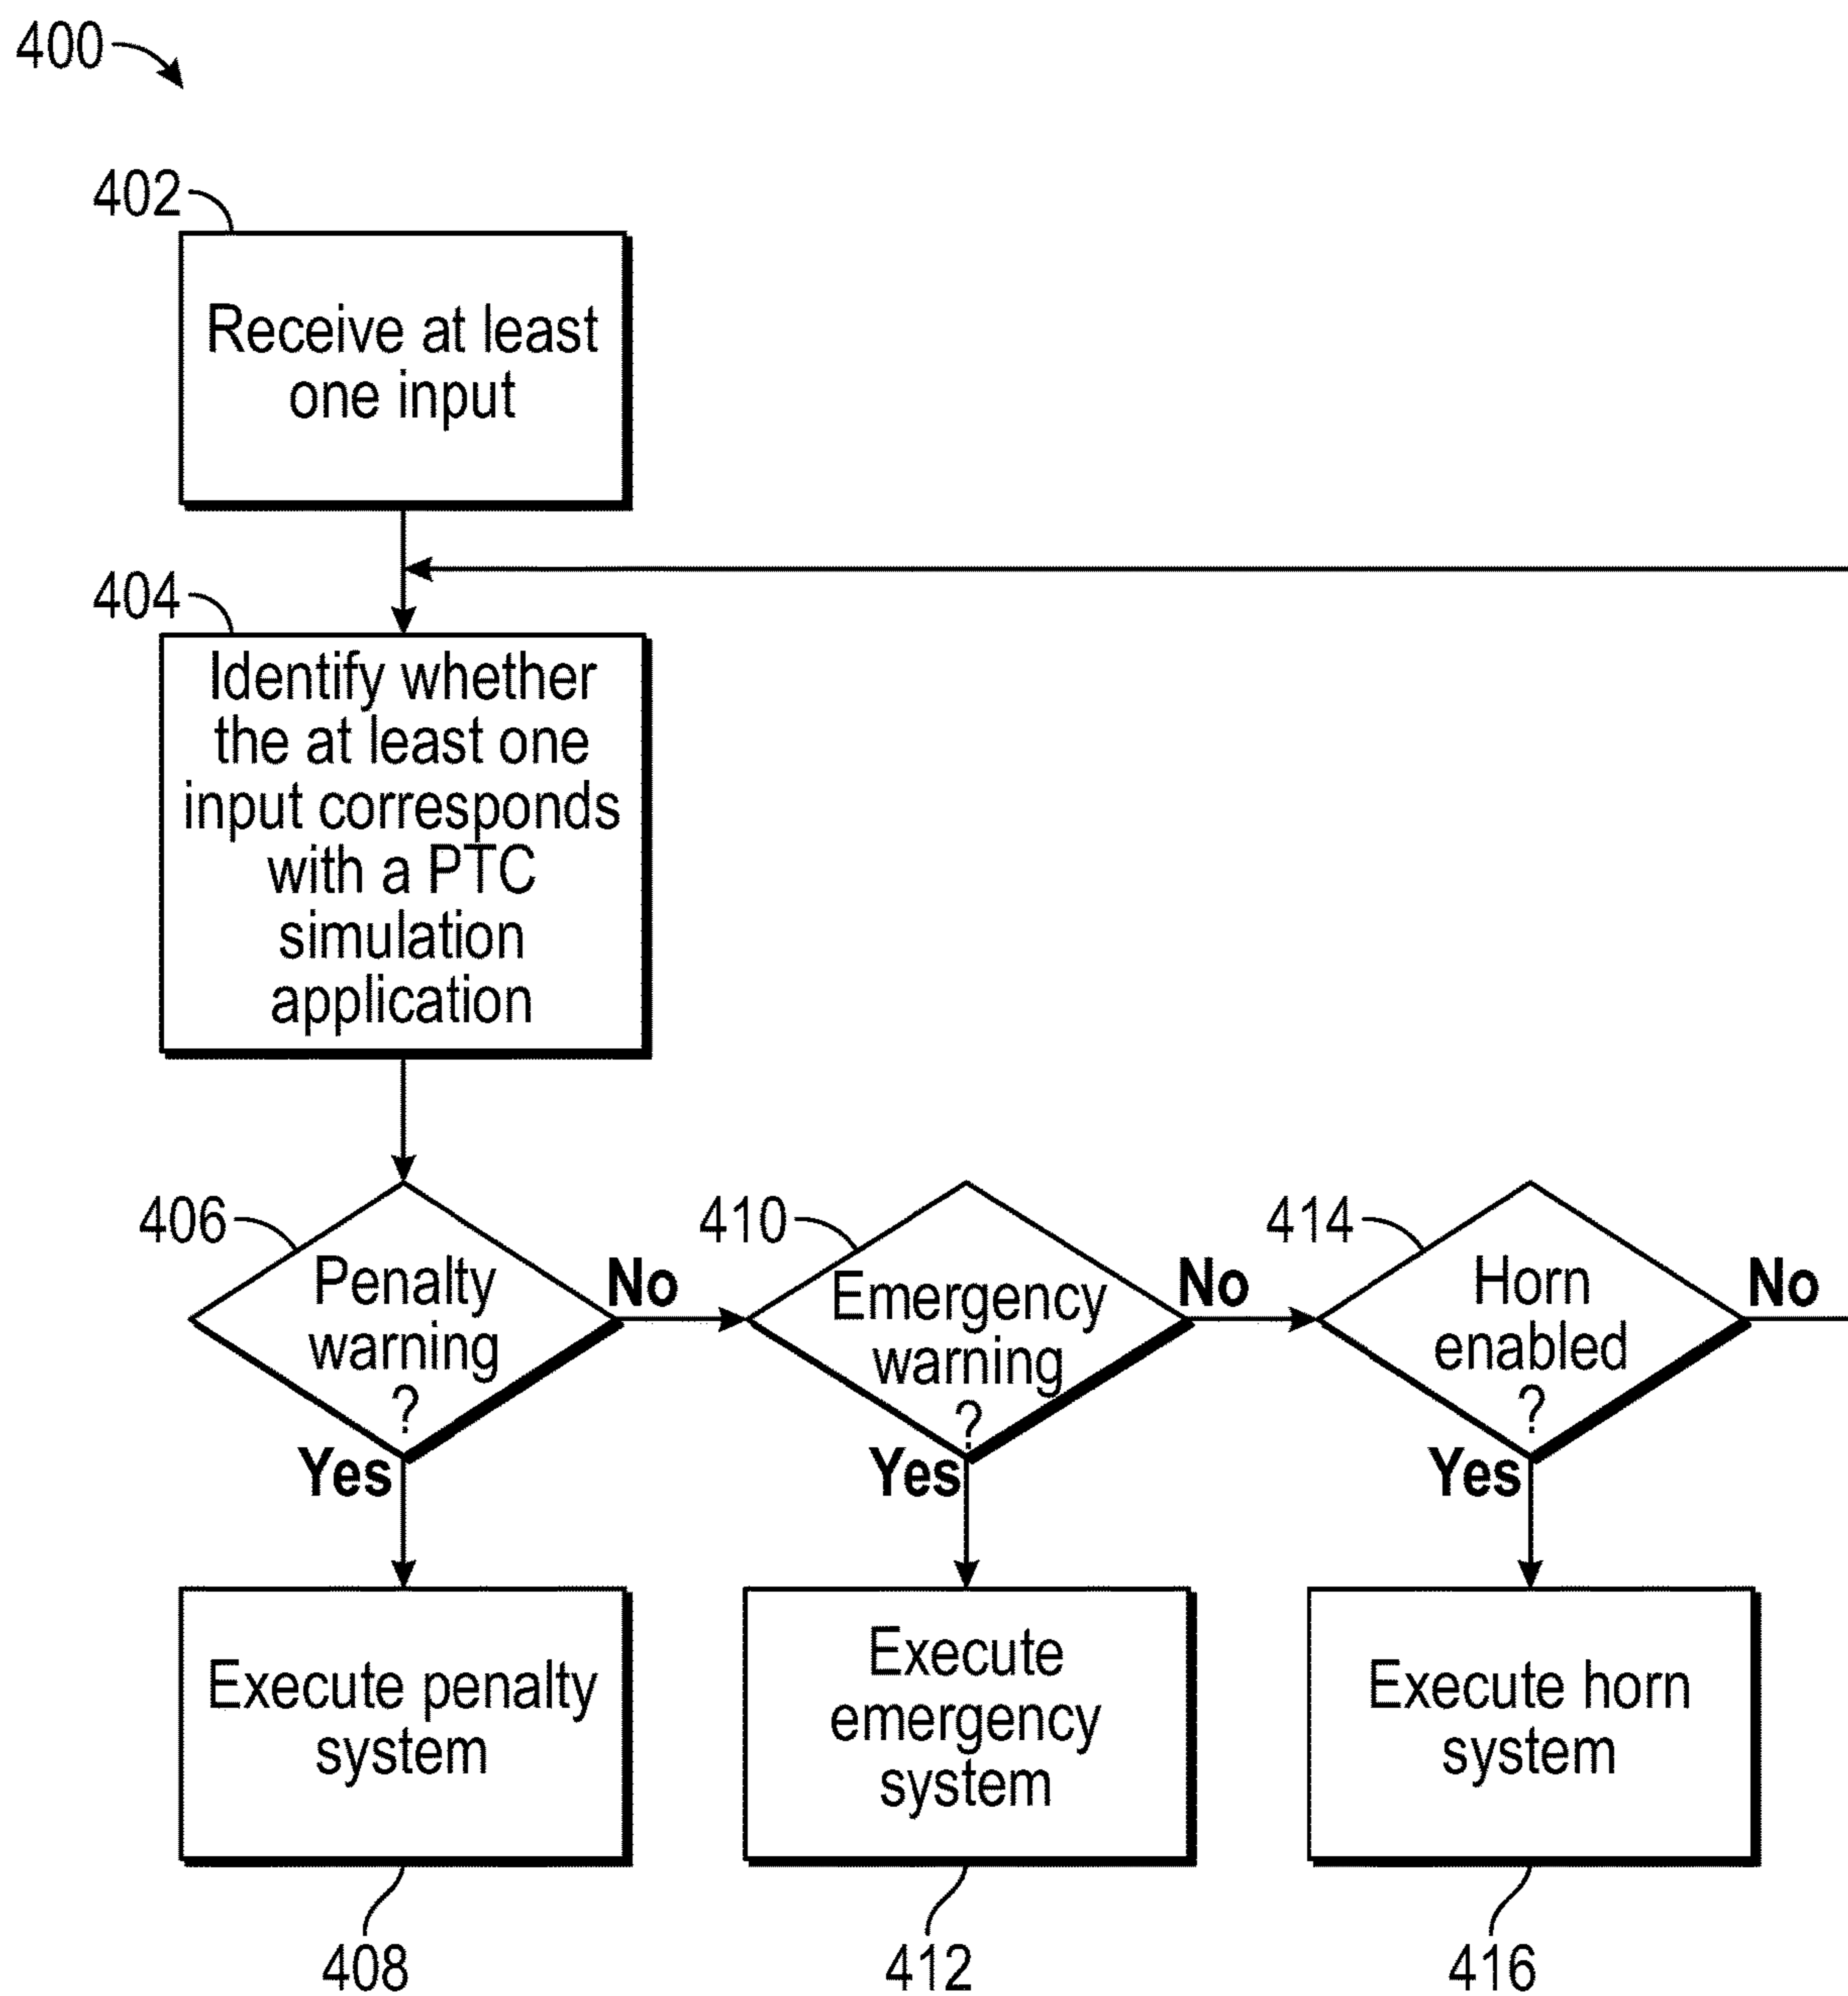 400
402
Receive at least
one input
404
Identify whether
the at least one
input corresponds
with a PTC
simulation
application
406
Penalty
warning
?
No
Yes
410
Emergency
warning
?
No
Yes
414
Horn
enabled
?
No
Yes
Execute penalty
system
408
Execute
emergency
system
412
Execute horn
system
416